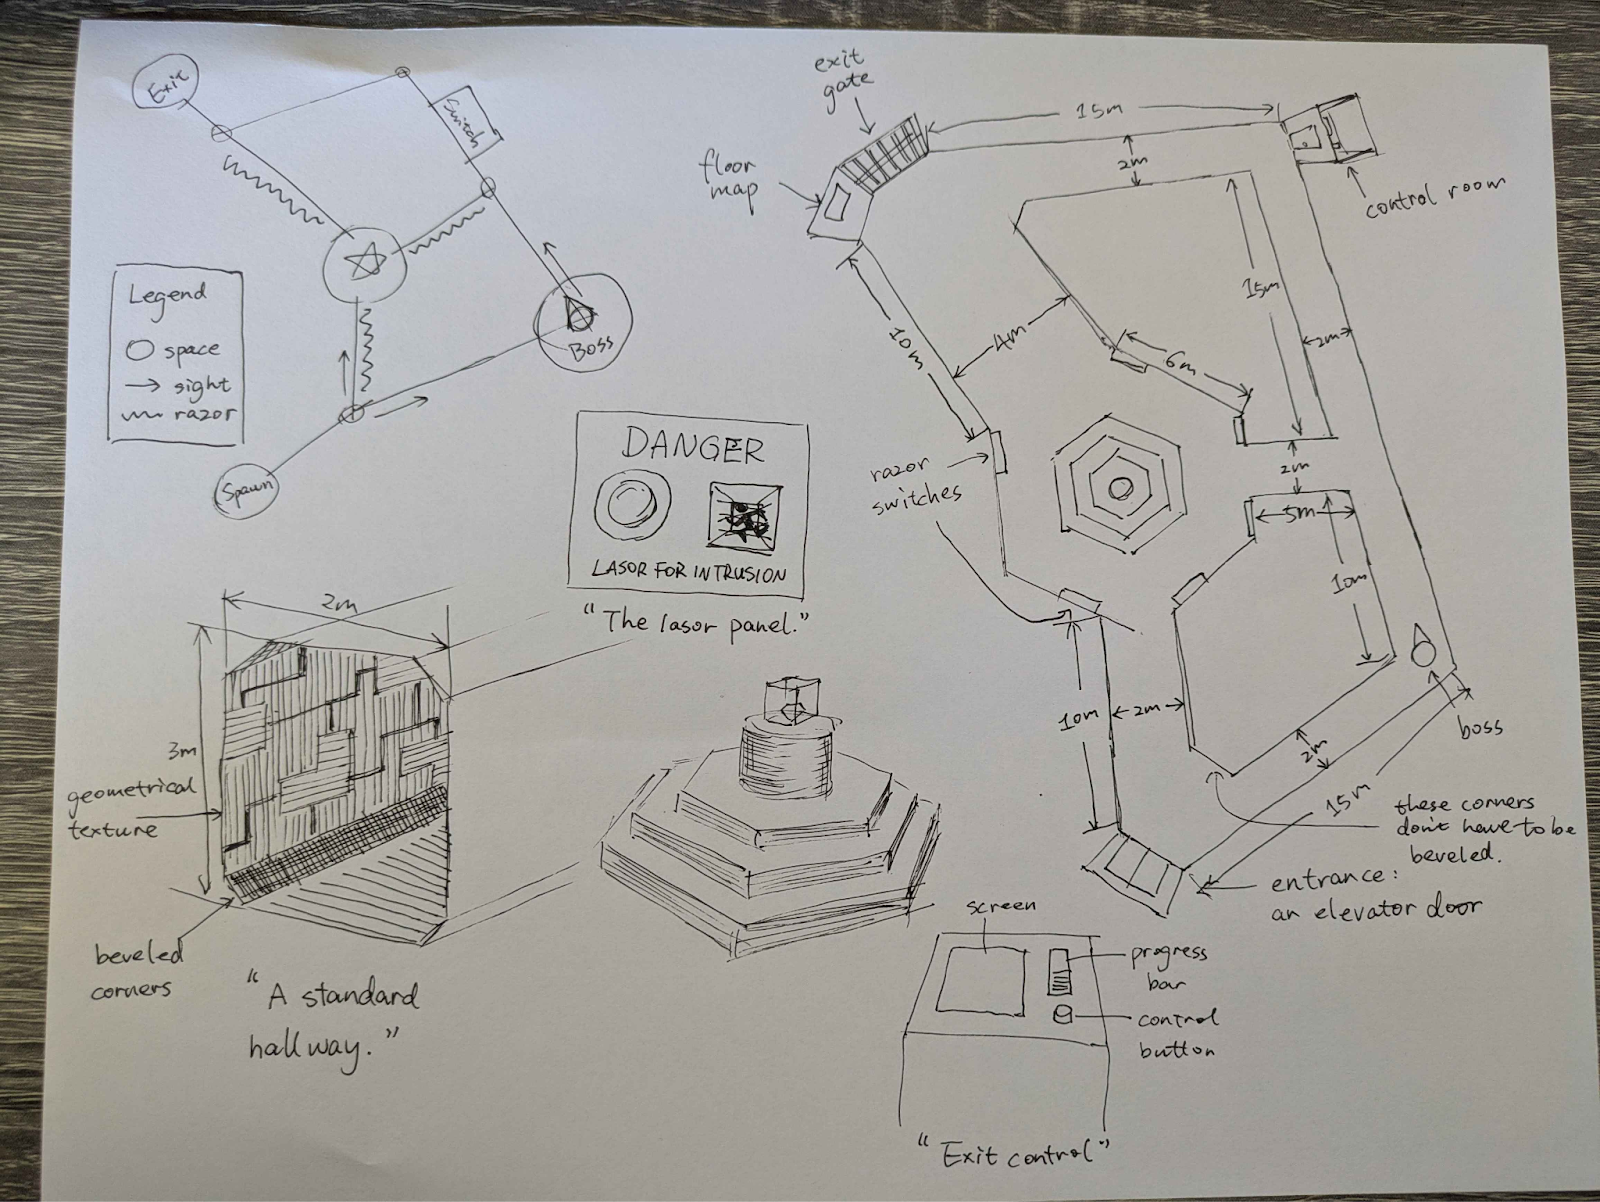 Exit
Switch
Boss
Spawn
Legend
space
sight
razor
DANGER
LASOR FOR INTRUSION
"The lasor panel."
2m
3m
geometrical
texture
beveled
corners
"A standard
hallway."
exit
gate
floor
map
15m
2m
control room
15m
2m
10m
4m
6m
razor
switches
2m
5m
10m
10m
2m
boss
2m
15m
these corners
don't have to be
beveled.
entrance:
an elevator door
screen
progress
bar
control
button
"Exit control"